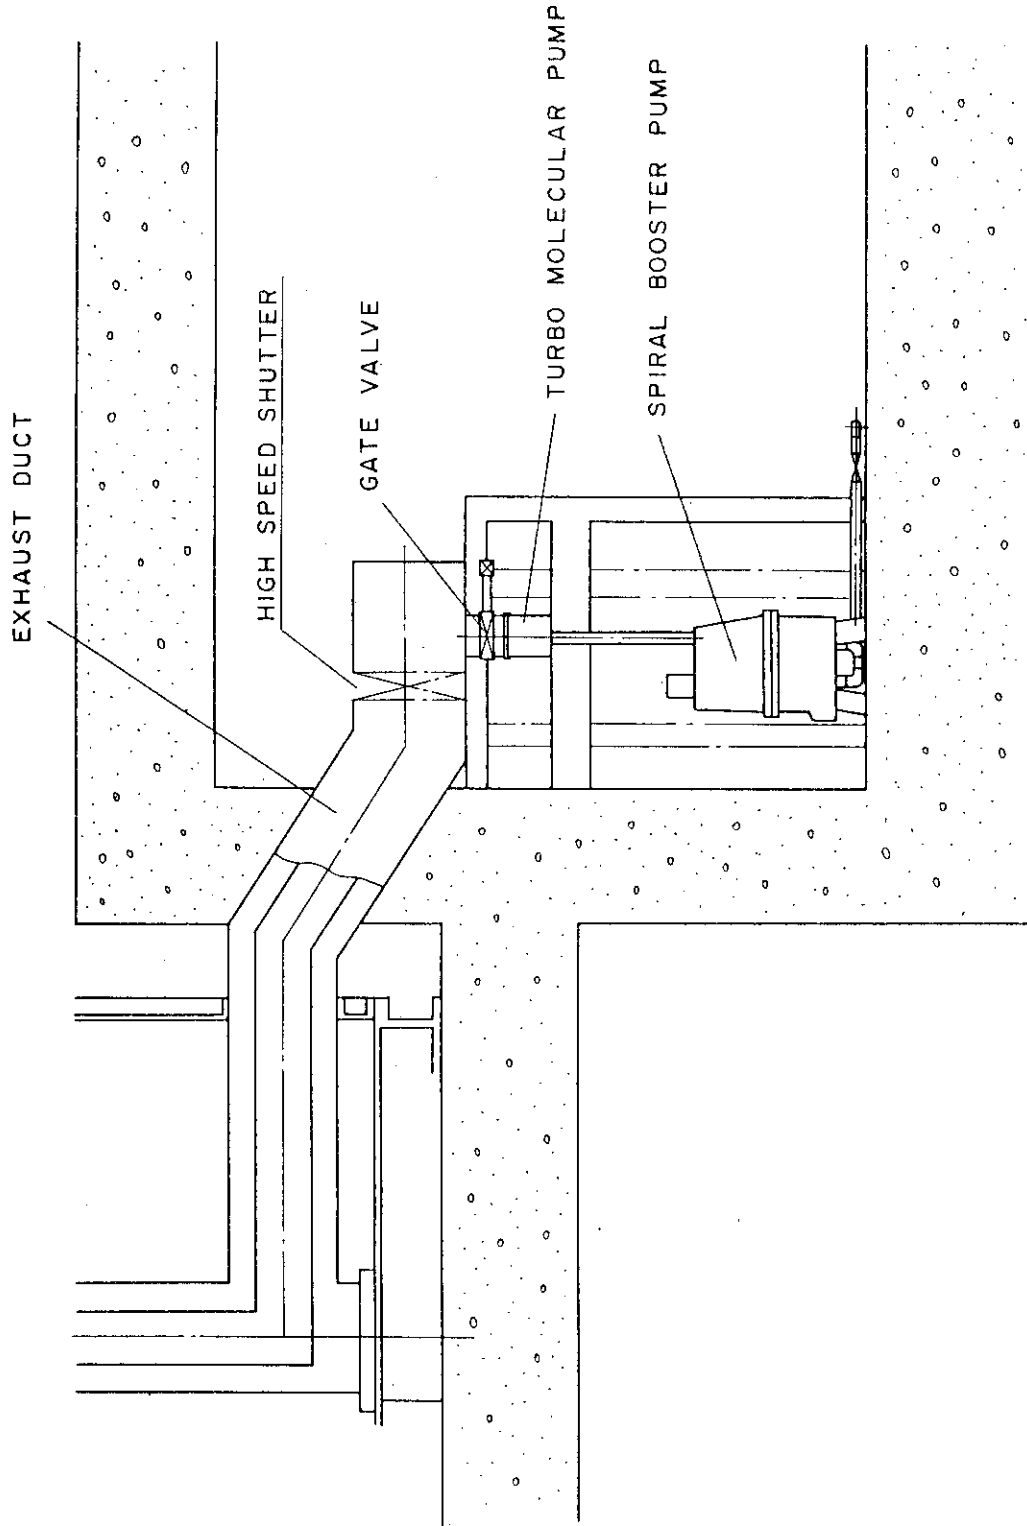 EXHAUST DUCT
HIGH SPEED SHUTTER
GATE VALVE
TURBO MOLECULAR PUMP
SPIRAL BOOSTER PUMP